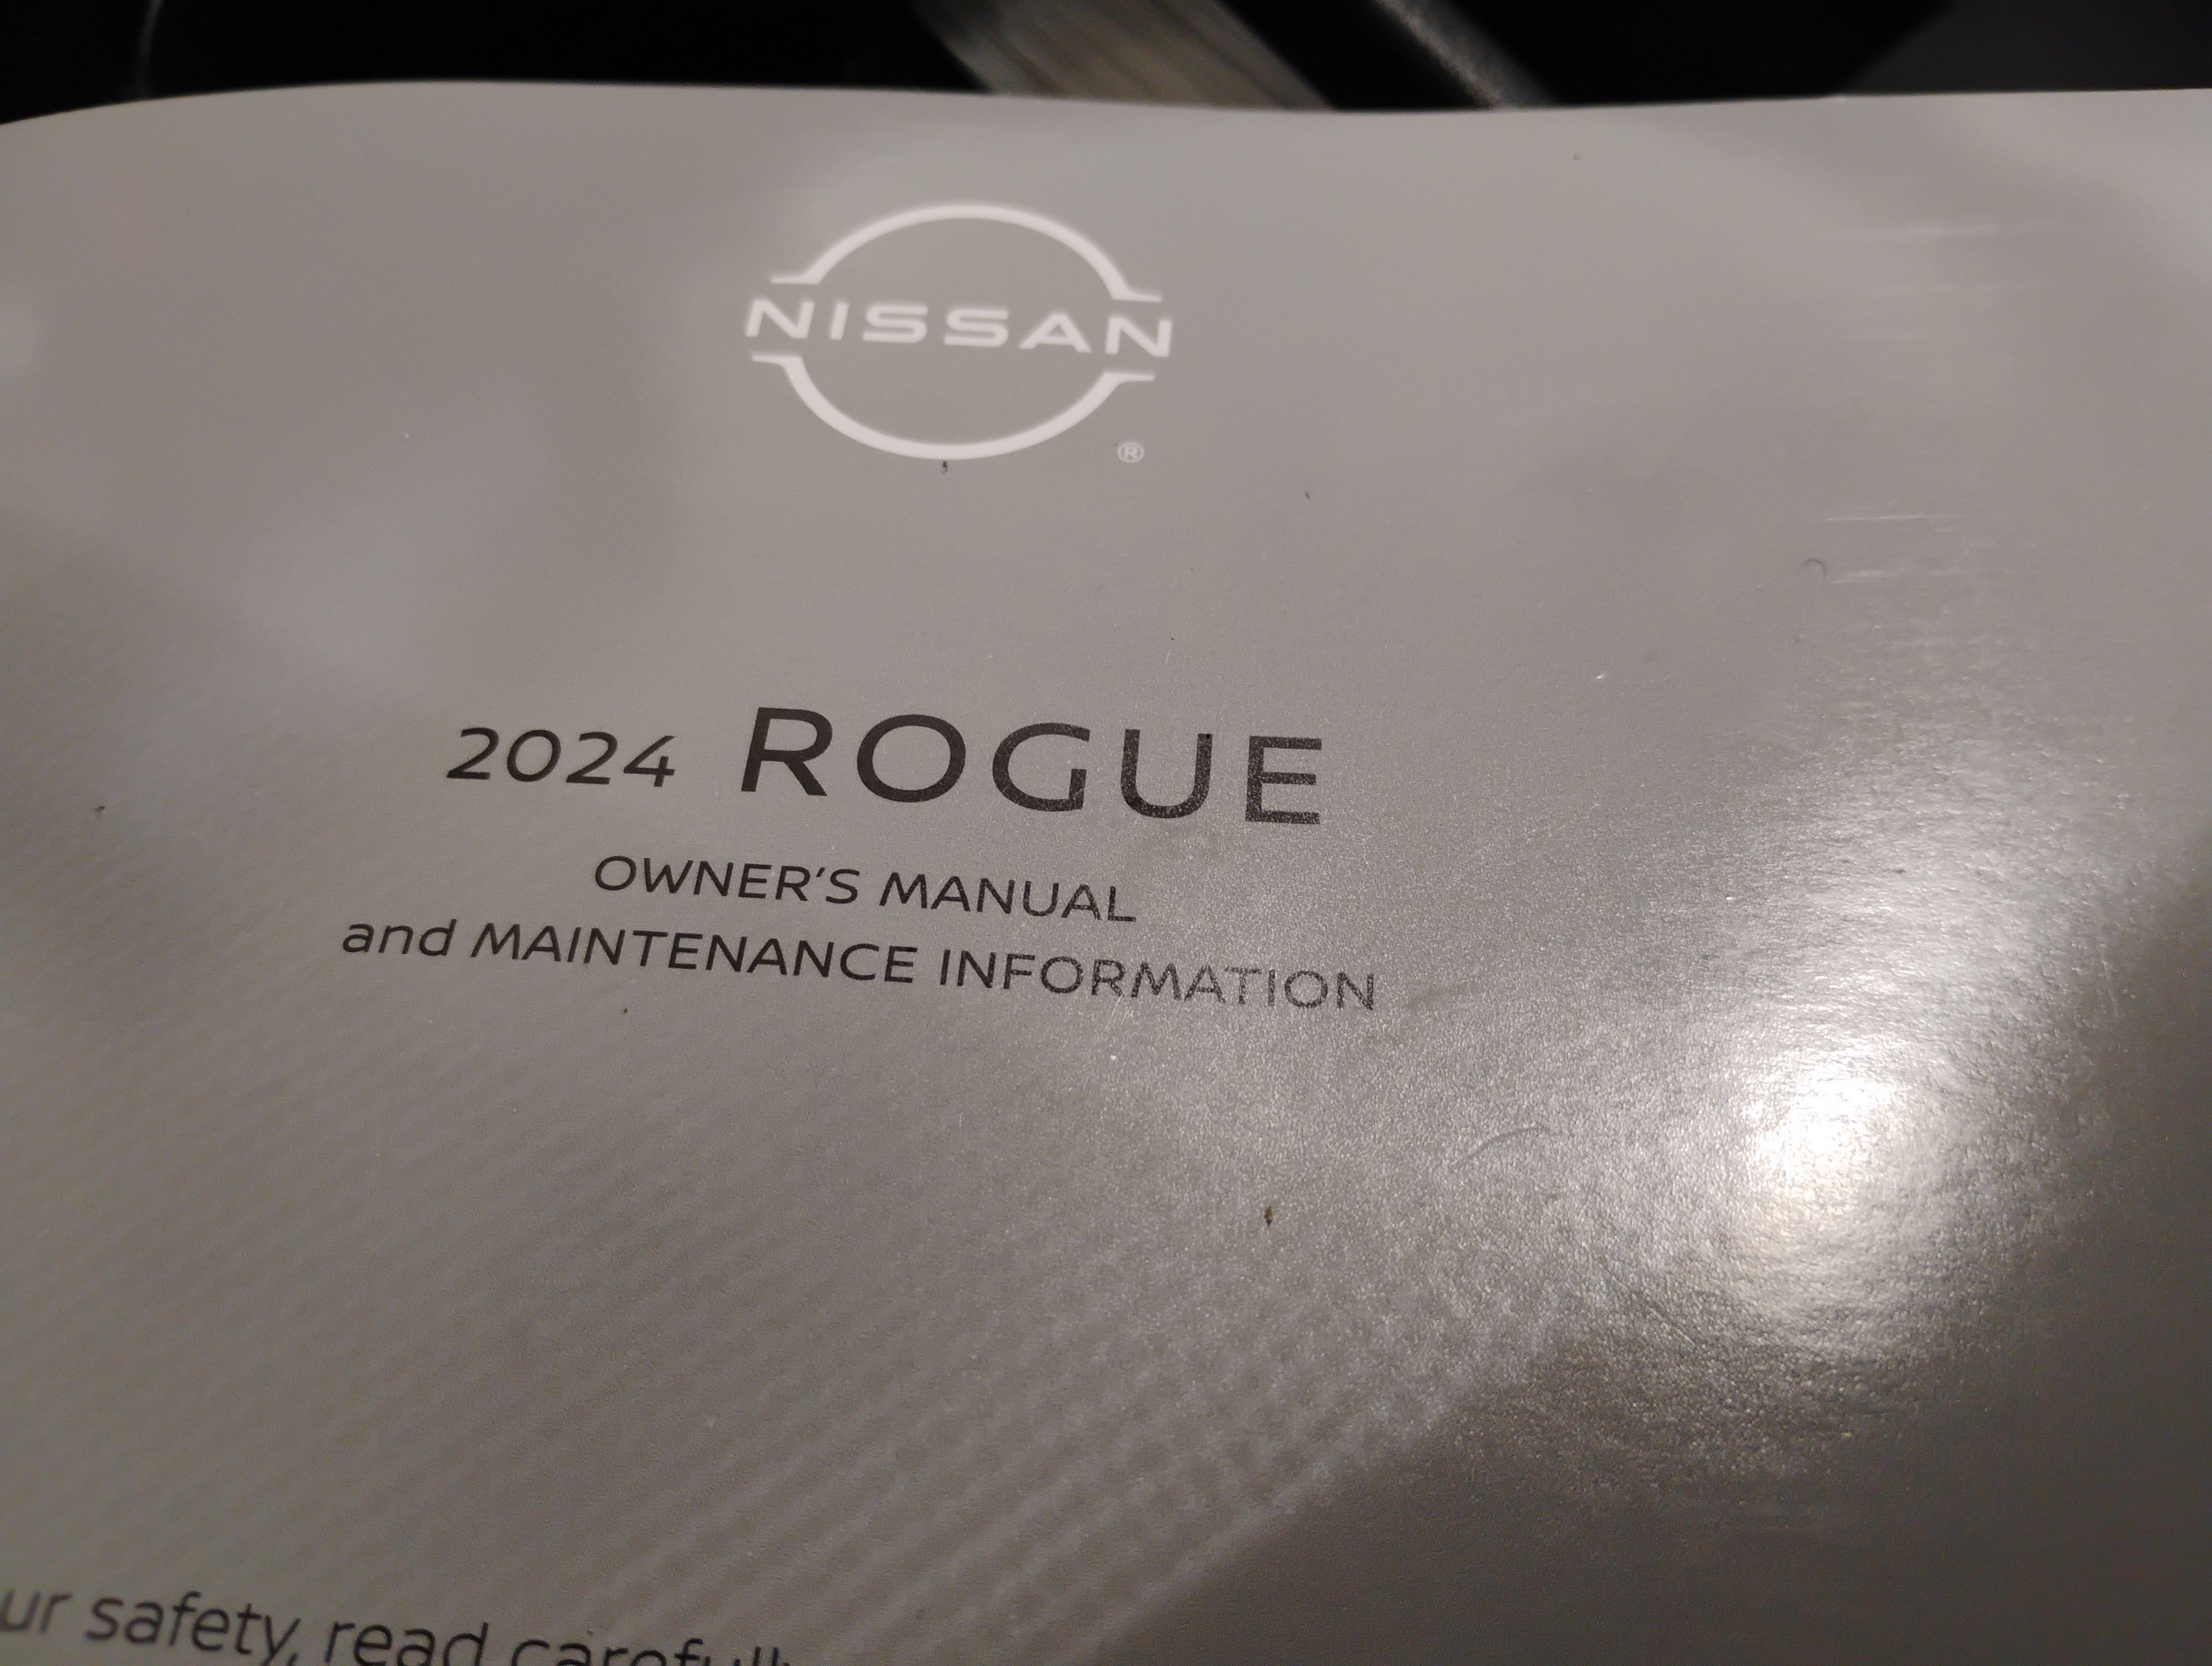 NISSAN
®
2024 ROGUE
OWNER'S MANUAL
and MAINTENANCE INFORMATION
safety, read